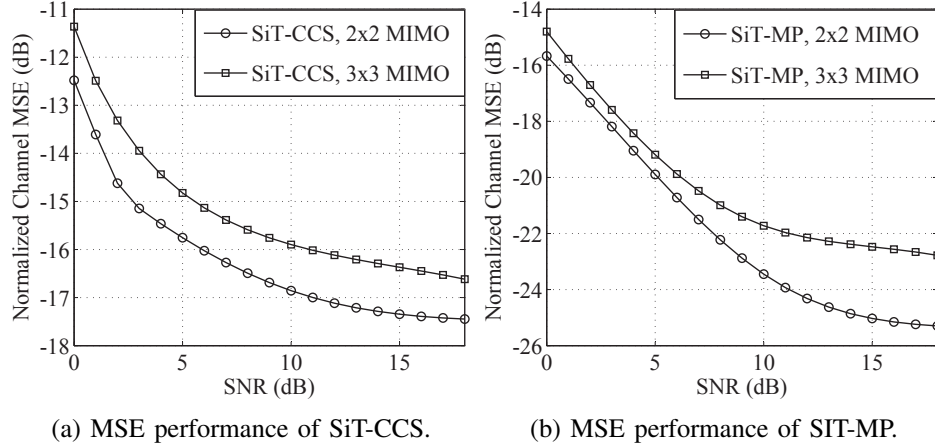 -11
-12
-13
-14
-15
-16
-17
-18
0
5
10
15
SNR (dB)
Normalized Channel MSE (dB)
SiT-CCS, 2x2 MIMO
SiT-CCS, 3x3 MIMO
(a) MSE performance of SiT-CCS.
-14
-16
-18
-20
-22
-24
-26
0
5
10
15
SNR (dB)
Normalized Channel MSE (dB)
SiT-MP, 2x2 MIMO
SiT-MP, 3x3 MIMO
(b) MSE performance of SIT-MP.